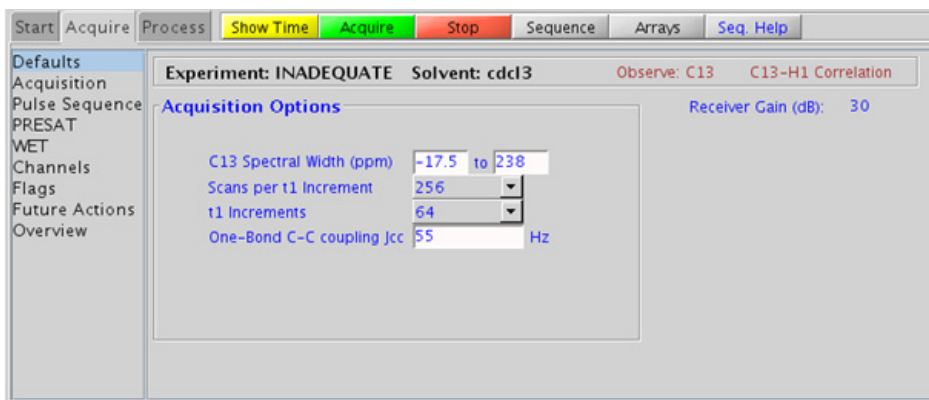 Start Acquire Process Show Time Acquire Stop Sequence Arrays Seq. Help
Defaults
Acquisition
Pulse Sequence
PRESAT
WET
Channels
Flags
Future Actions
Overview
Experiment: INADEQUATE Solvent: cdcl3 Observe: C13 C13-H1 Correlation
Acquisition Options
Receiver Gain (dB): 30
C13 Spectral Width (ppm) -17.5 to 238
Scans per t1 Increment 256
t1 Increments 64
One-Bond C-C coupling Jcc 55 Hz